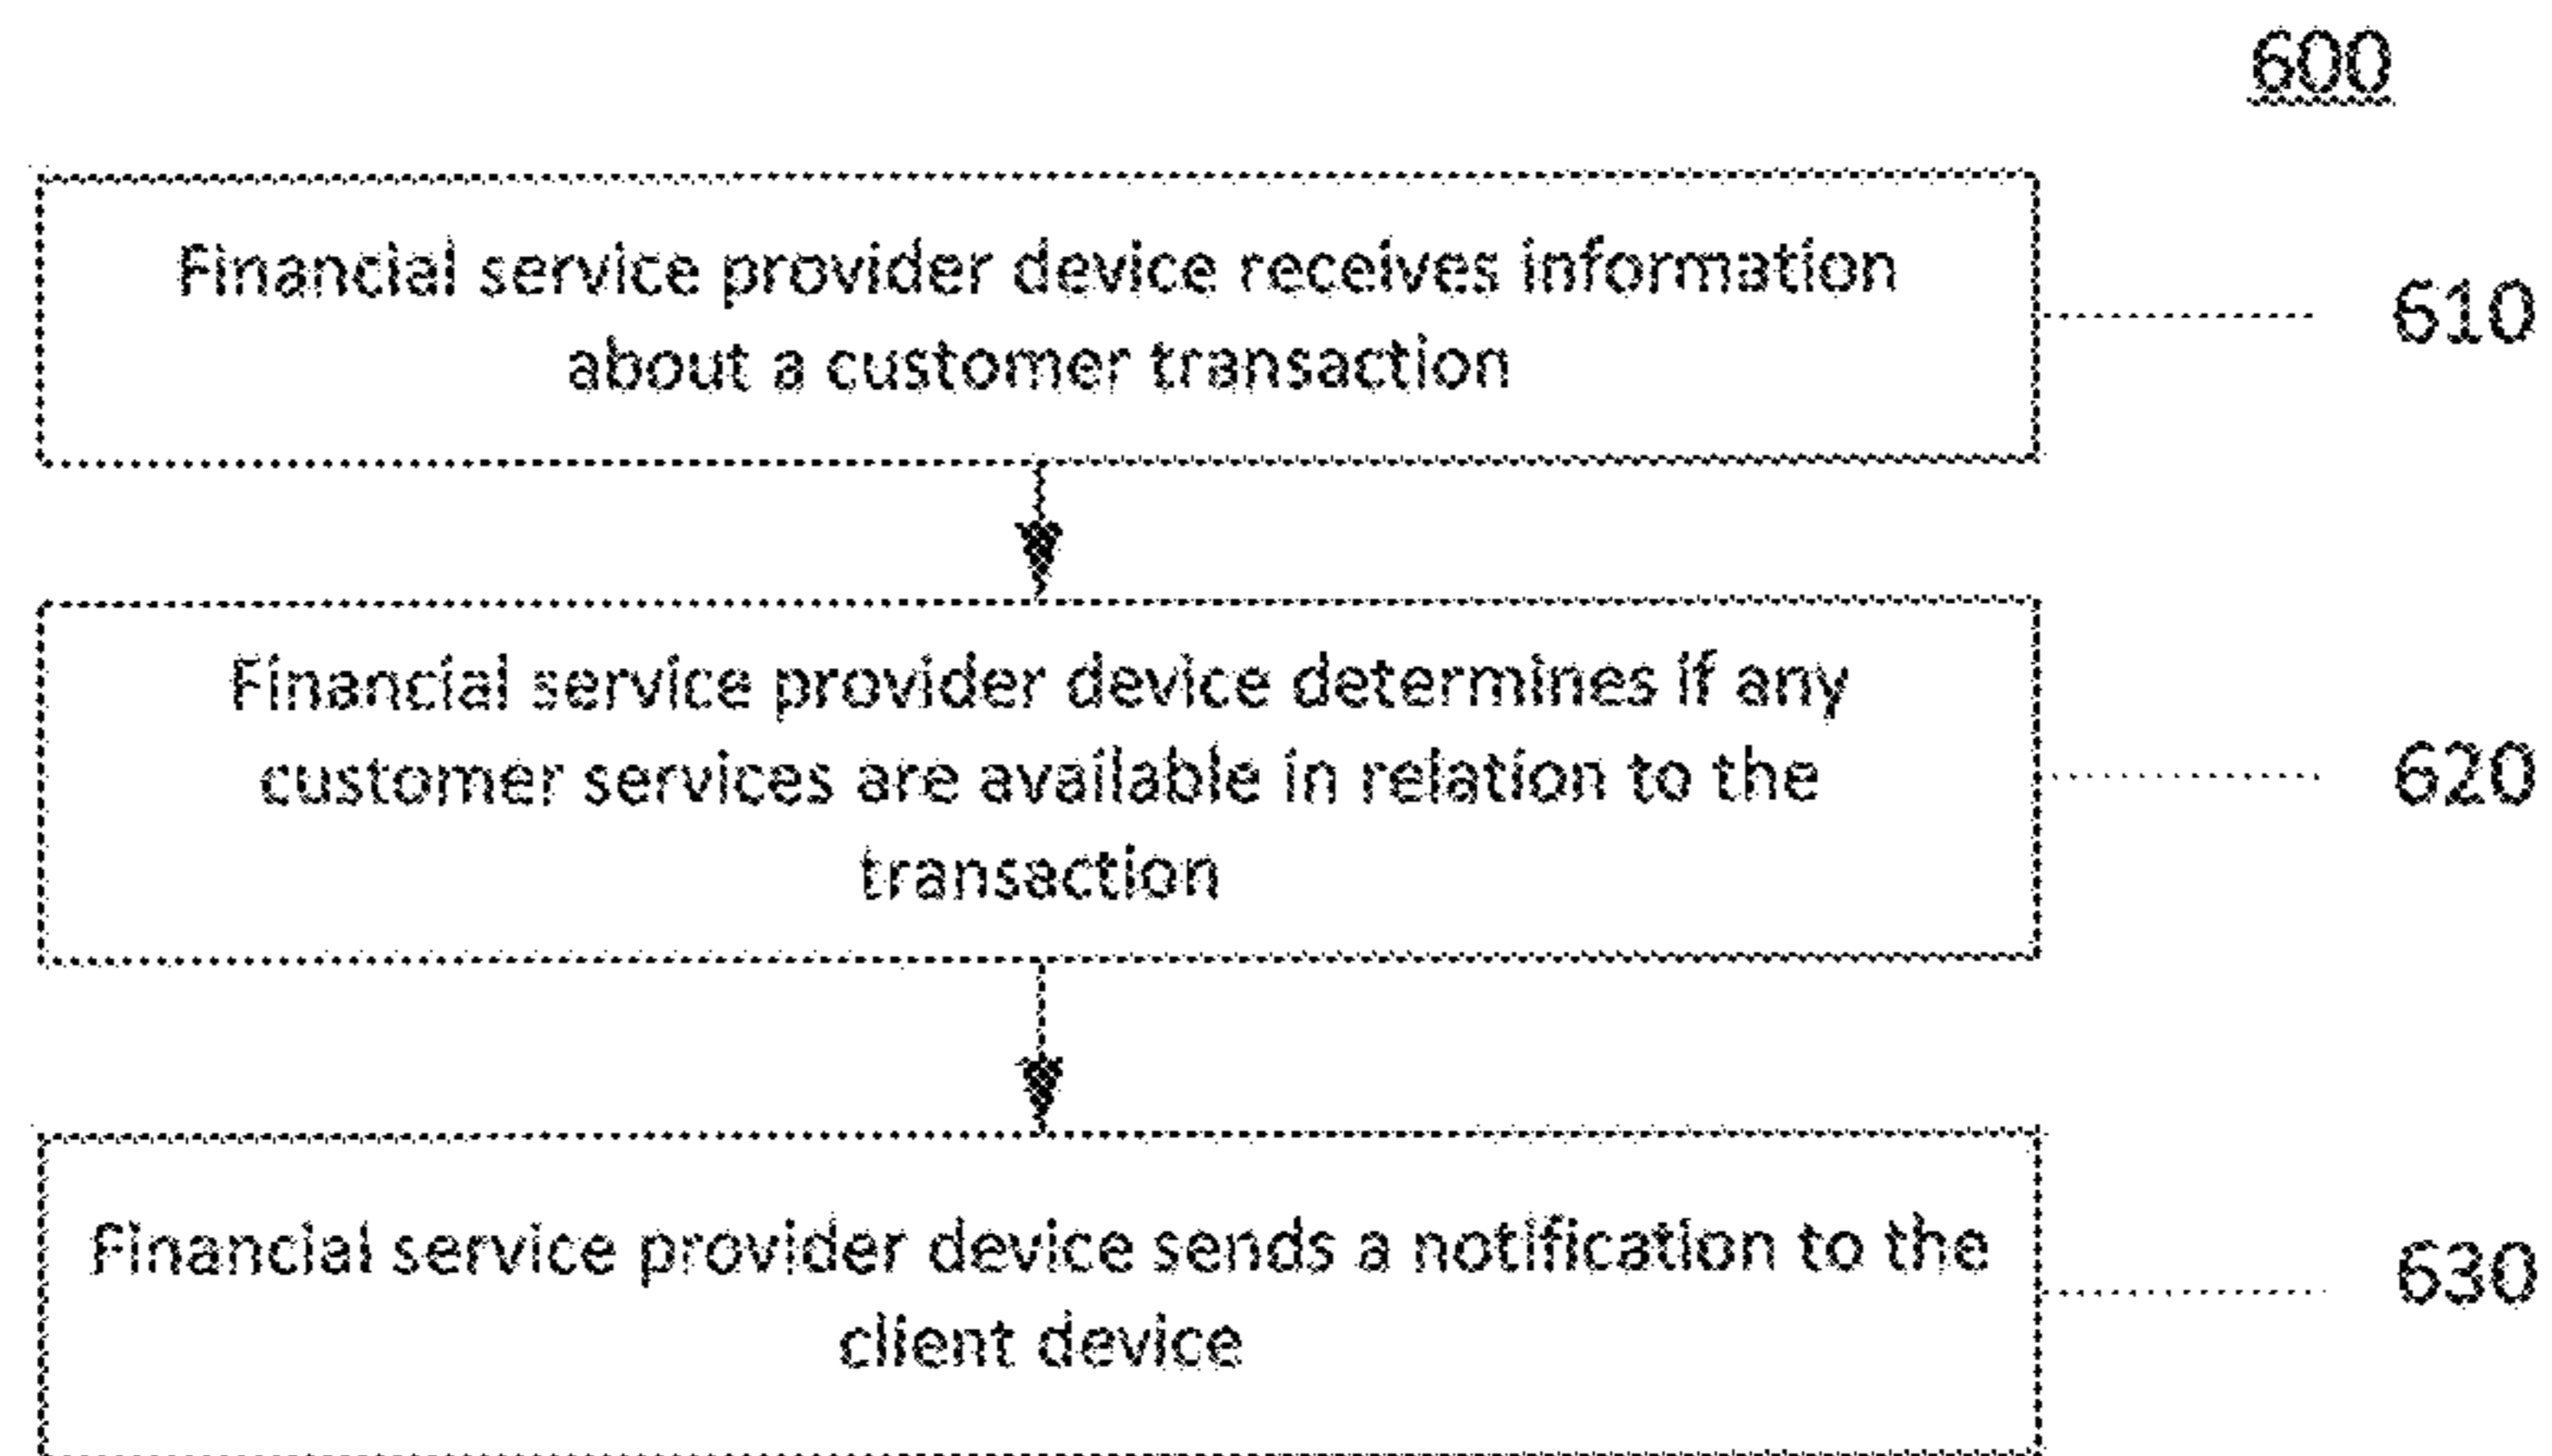 600
Financial service provider device receives information
about a customer transaction
610
Financial service provider device determines if any
customer services are available in relation to the
transaction
620
Financial service provider device sends a notification to the
client device
630